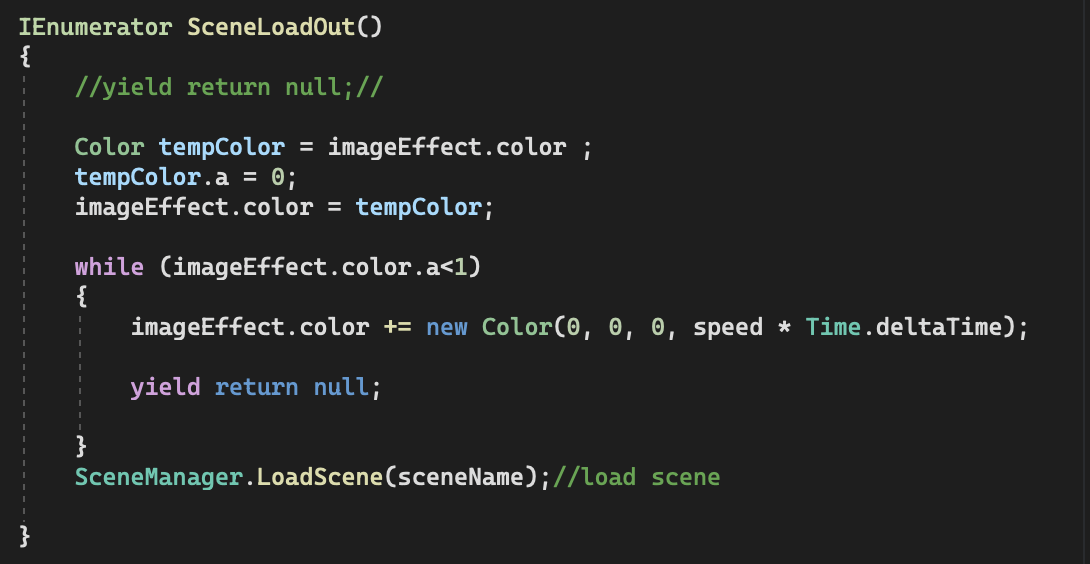 IEnumerator SceneLoadOut()
{
//yield return null;//
Color tempColor = imageEffect.color ;
tempColor.a = 0;
imageEffect.color = tempColor;
while (imageEffect.color.a<1)
{
imageEffect.color += new Color(0, 0, 0, speed * Time.deltaTime);
yield return null;
}
SceneManager.LoadScene(sceneName);//load scene
}